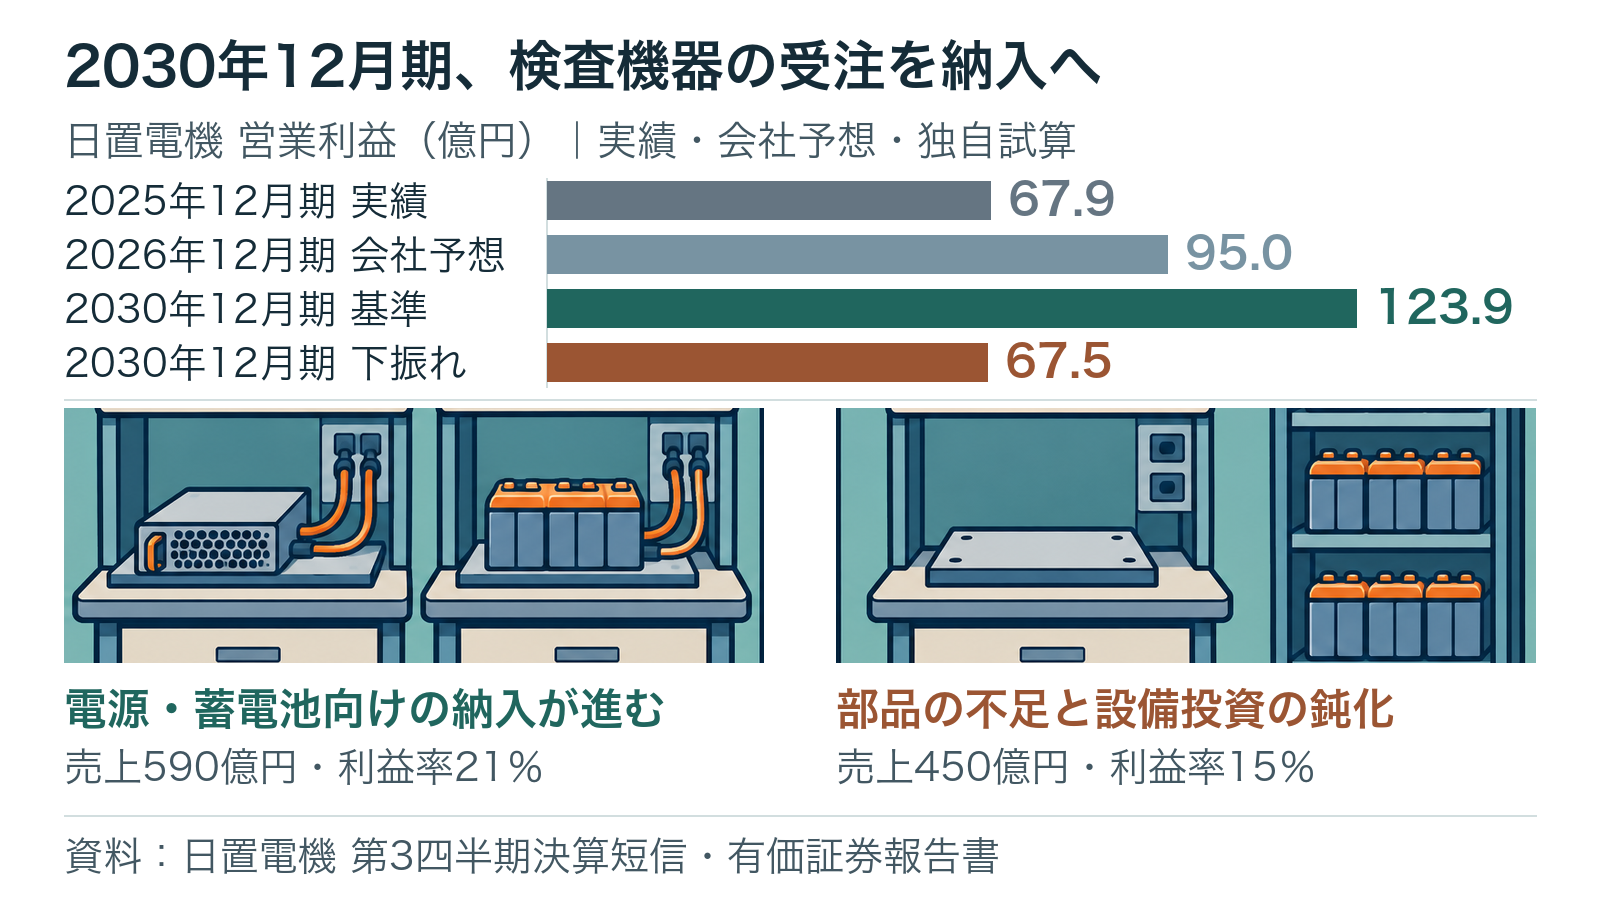 2030年12月期、検査機器の受注を納入へ
日置電機 営業利益（億円）｜実績・会社予想・独自試算
2025年12月期 実績 67.9
2026年12月期 会社予想 95.0
2030年12月期 基準 123.9
2030年12月期 下振れ 67.5
電源・蓄電池向けの納入が進む
売上590億円・利益率21%
部品の不足と設備投資の鈍化
売上450億円・利益率15%
資料：日置電機 第3四半期決算短信・有価証券報告書